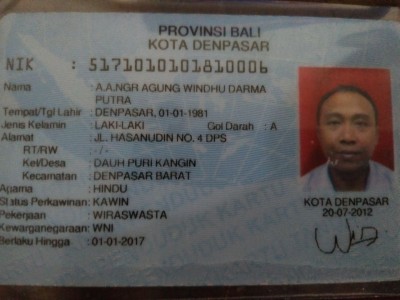 PROVINSI BALI
KOTA DENPASAR
NIK : 5171010101810006
Nama : A.A.NGR AGUNG WINDHU DARMA
PUTRA
Tempat/Tgl Lahir : DENPASAR, 01-01-1981
Jenis Kelamin : LAKI-LAKI Gol Darah : A
Alamat : JL. HASANUDIN NO. 4 DPS
RT/RW : -/-
Kel/Desa : DAUH PURI KANGIN
Kecamatan : DENPASAR BARAT
Agama : HINDU
Status Perkawinan : KAWIN
Pekerjaan : WIRASWASTA
Kewarganegaraan : WNI
Berlaku Hingga : 01-01-2017
KOTA DENPASAR
20-07-2012